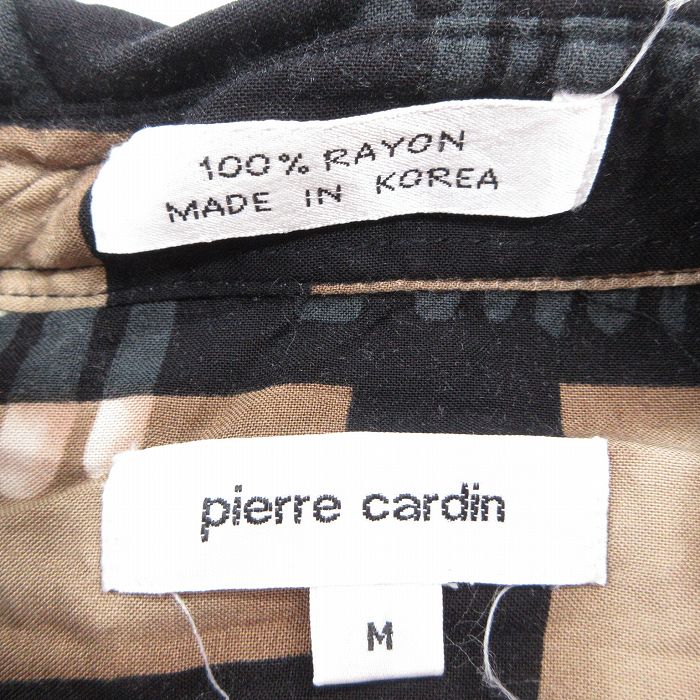 100% RAYON
MADE IN KOREA
pierre cardin
M